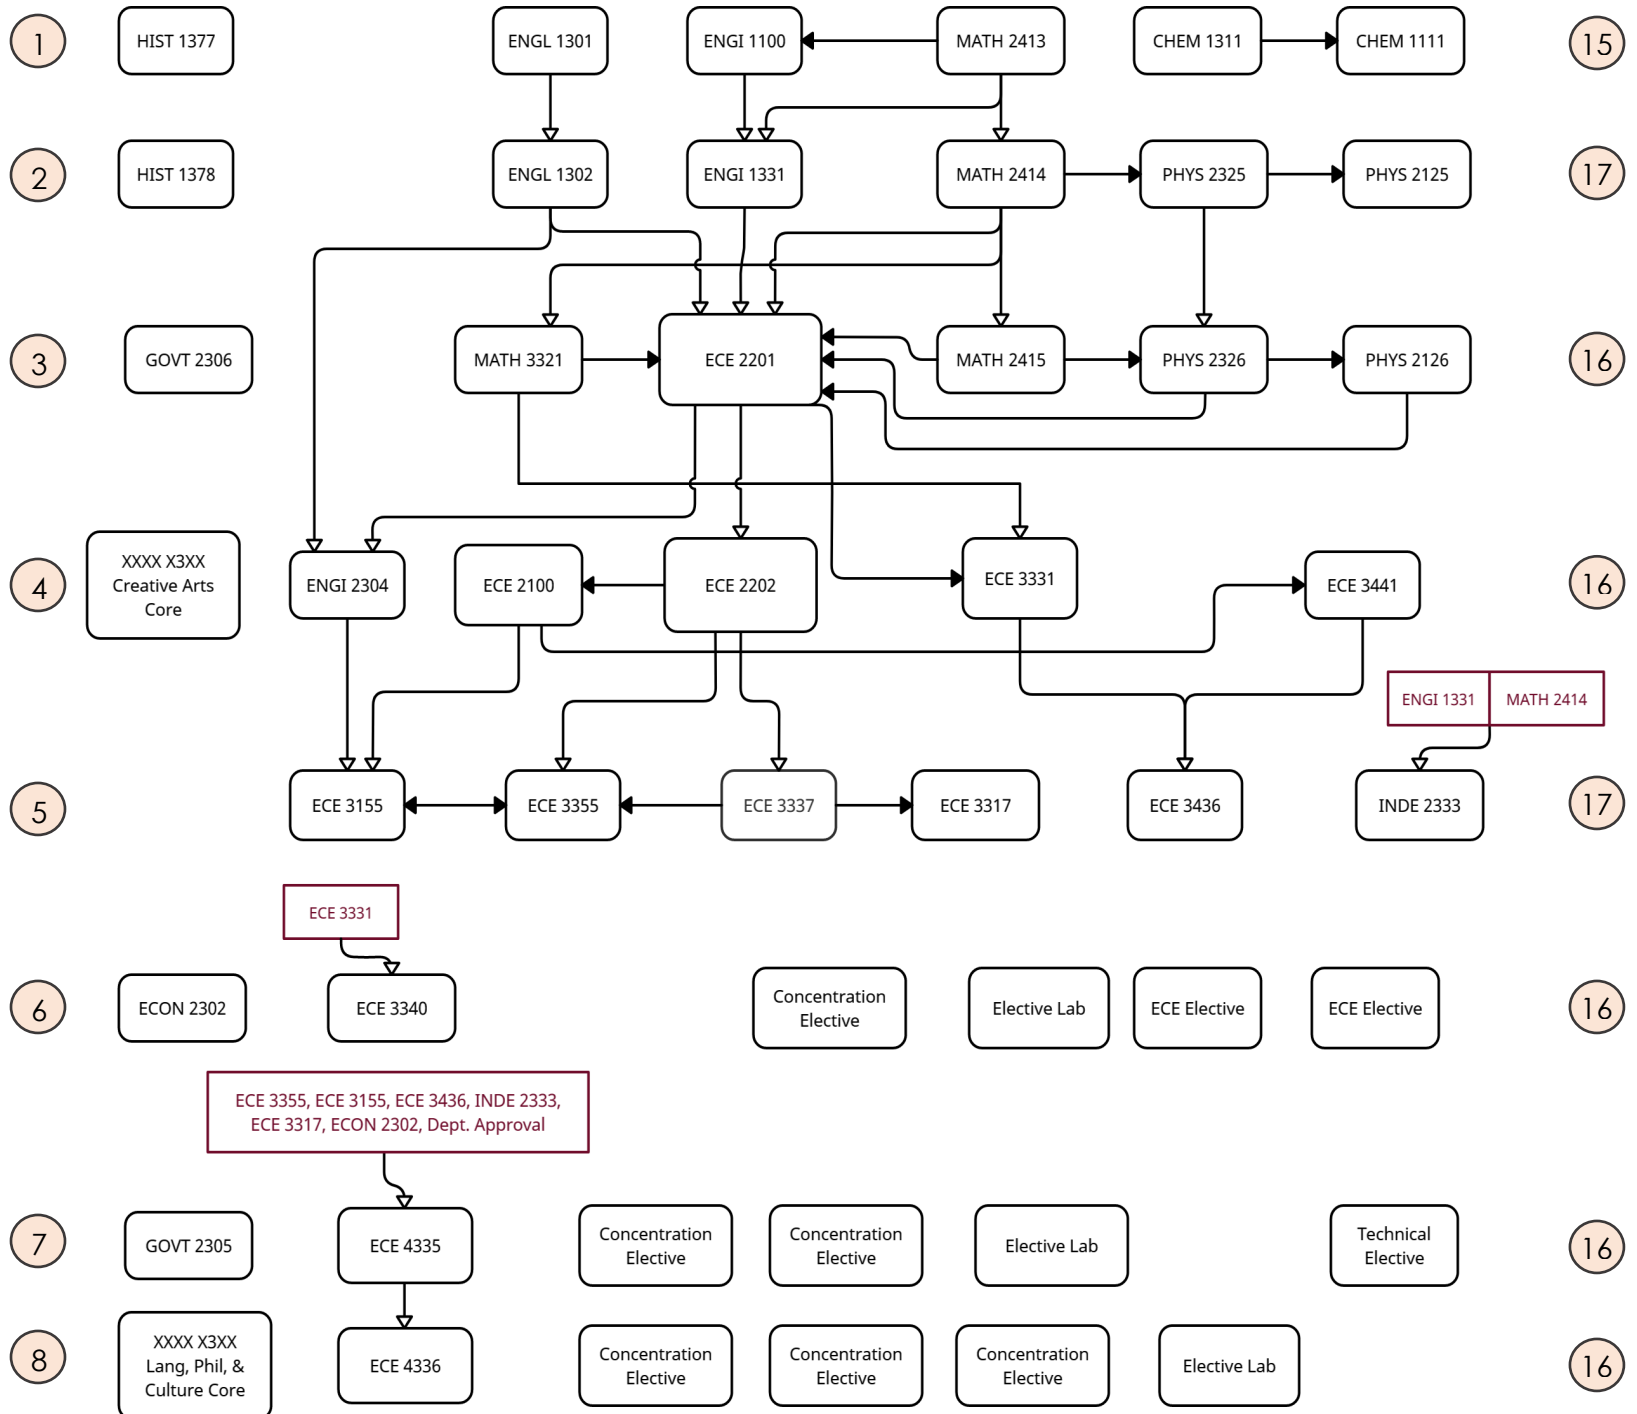 1
HIST 1377
ENGL 1301
ENGI 1100
MATH 2413
CHEM 1311
CHEM 1111
15
2
HIST 1378
ENGL 1302
ENGI 1331
MATH 2414
PHYS 2325
PHYS 2125
17
3
GOVT 2306
MATH 3321
ECE 2201
MATH 2415
PHYS 2326
PHYS 2126
16
4
XXXX X3XX
Creative Arts
Core
ENGI 2304
ECE 2100
ECE 2202
ECE 3331
ECE 3441
16
ENGI 1331
MATH 2414
5
ECE 3155
ECE 3355
ECE 3337
ECE 3317
ECE 3436
INDE 2333
17
ECE 3331
6
ECON 2302
ECE 3340
Concentration
Elective
Elective Lab
ECE Elective
ECE Elective
16
ECE 3355, ECE 3155, ECE 3436, INDE 2333,
ECE 3317, ECON 2302, Dept. Approval
7
GOVT 2305
ECE 4335
Concentration
Elective
Concentration
Elective
Elective Lab
Technical
Elective
16
8
XXXX X3XX
Lang, Phil, &
Culture Core
ECE 4336
Concentration
Elective
Concentration
Elective
Concentration
Elective
Elective Lab
16